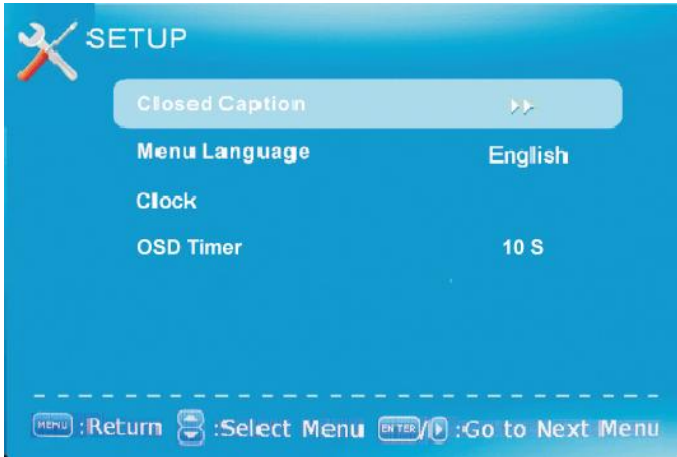 SETUP
Closed Caption
Menu Language English
Clock
OSD Timer 10 S
MENU :Return :Select Menu ENTER/ :Go to Next Menu